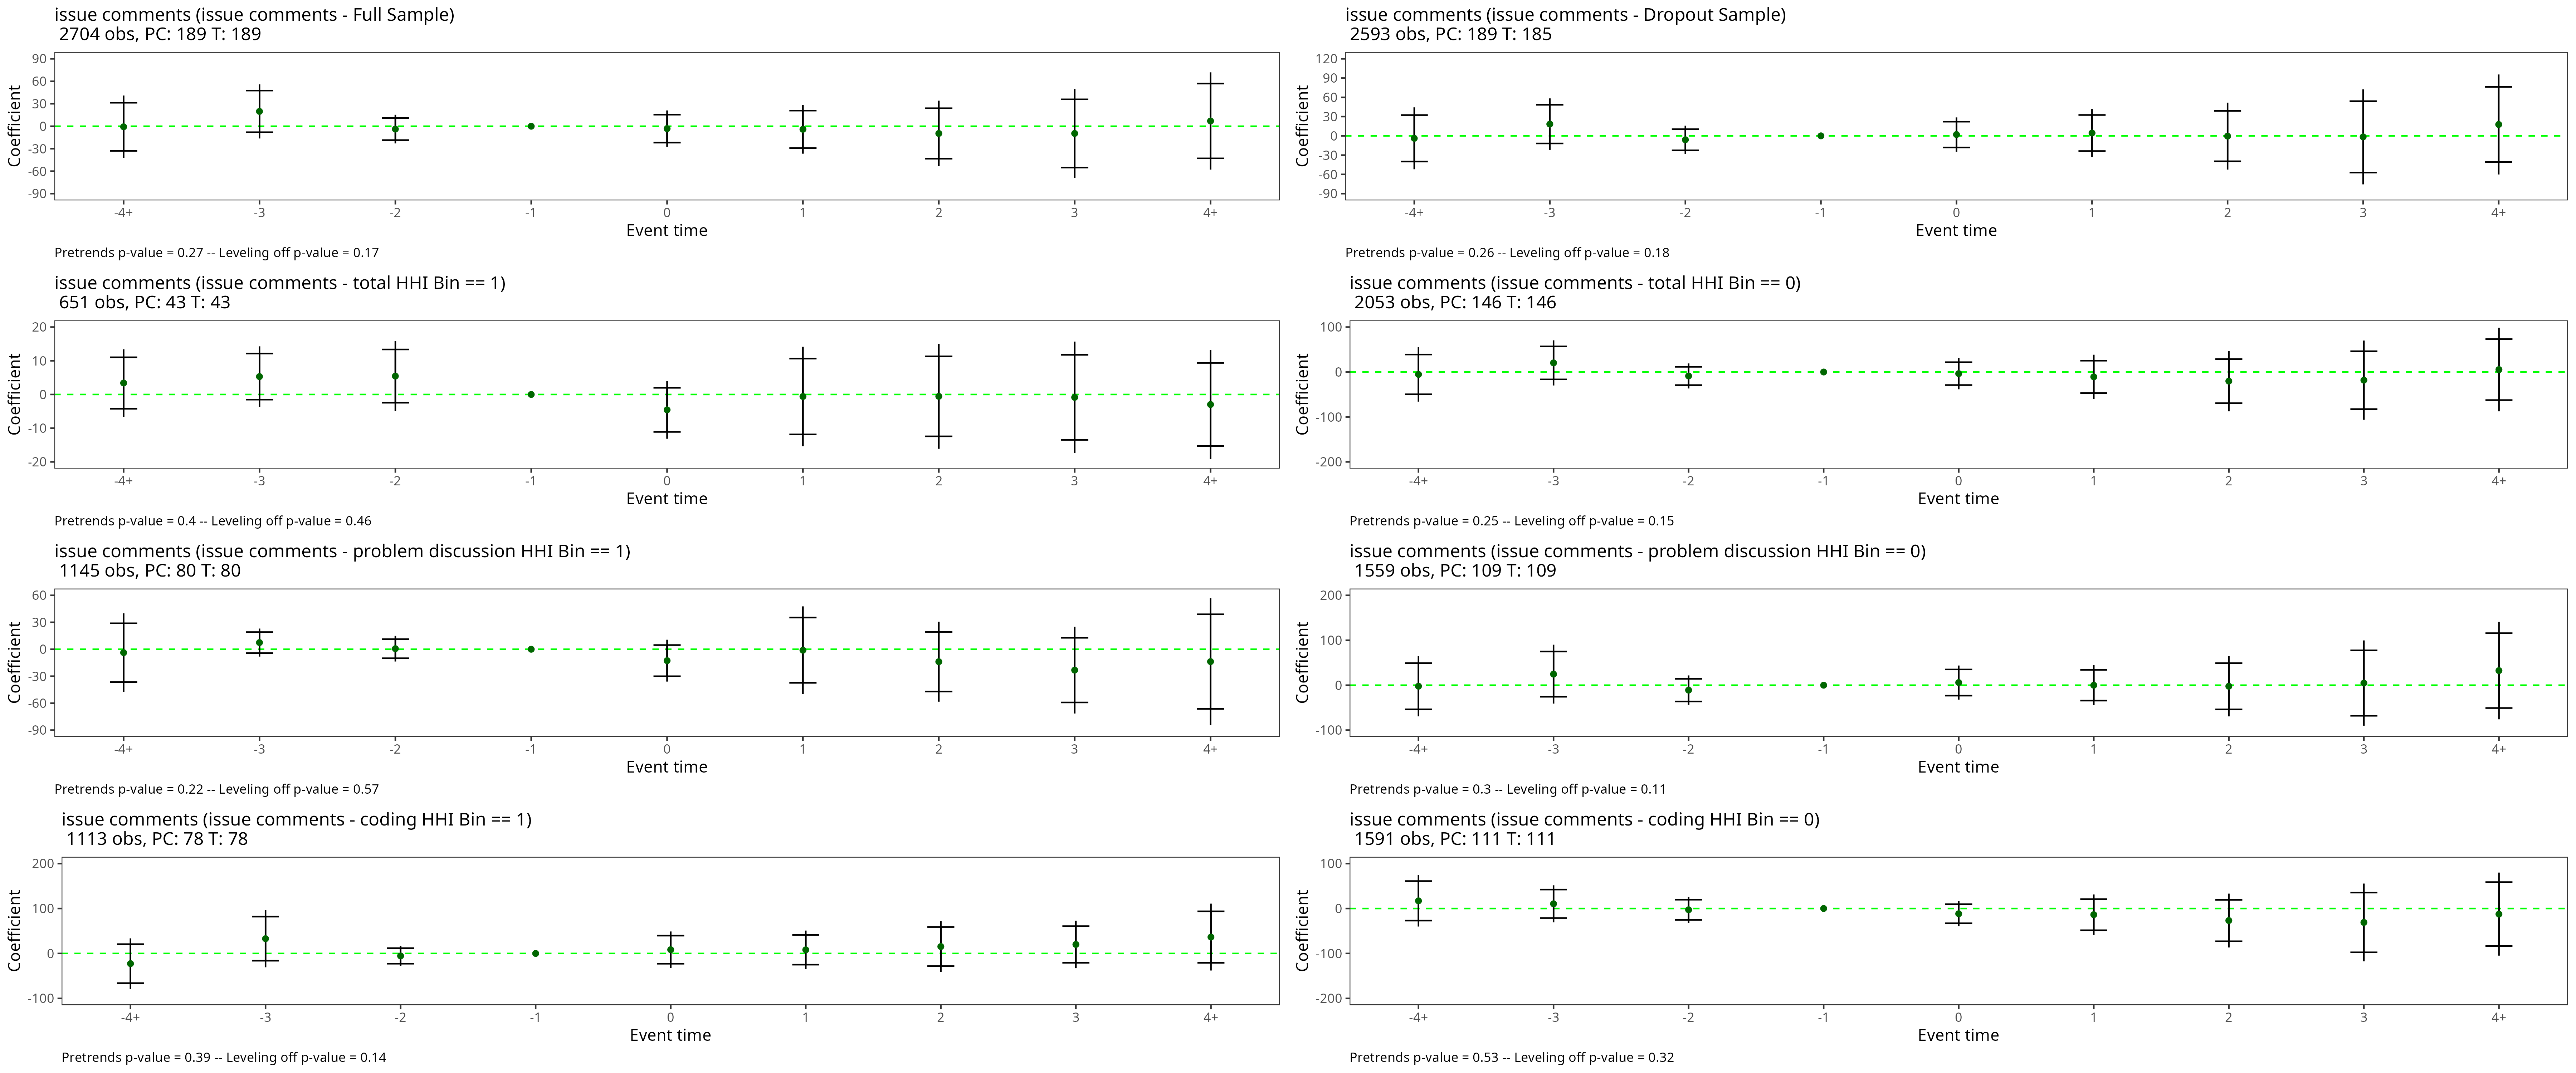 issue comments (issue comments - Full Sample)
2704 obs, PC: 189 T: 189
90
60
30
0
-30
-60
-90
Coefficient
-4+ -3 -2 -1 0 1 2 3 4+
Event time
Pretrends p-value = 0.27 -- Leveling off p-value = 0.17
issue comments (issue comments - Dropout Sample)
2593 obs, PC: 189 T: 185
120
90
60
30
0
-30
-60
-90
Coefficient
-4+ -3 -2 -1 0 1 2 3 4+
Event time
Pretrends p-value = 0.26 -- Leveling off p-value = 0.18
issue comments (issue comments - total HHI Bin == 1)
651 obs, PC: 43 T: 43
20
10
0
-10
-20
Coefficient
-4+ -3 -2 -1 0 1 2 3 4+
Event time
Pretrends p-value = 0.4 -- Leveling off p-value = 0.46
issue comments (issue comments - total HHI Bin == 0)
2053 obs, PC: 146 T: 146
100
0
-100
-200
Coefficient
-4+ -3 -2 -1 0 1 2 3 4+
Event time
Pretrends p-value = 0.25 -- Leveling off p-value = 0.15
issue comments (issue comments - problem discussion HHI Bin == 1)
1145 obs, PC: 80 T: 80
60
30
0
-30
-60
-90
Coefficient
-4+ -3 -2 -1 0 1 2 3 4+
Event time
Pretrends p-value = 0.22 -- Leveling off p-value = 0.57
issue comments (issue comments - problem discussion HHI Bin == 0)
1559 obs, PC: 109 T: 109
200
100
0
-100
Coefficient
-4+ -3 -2 -1 0 1 2 3 4+
Event time
Pretrends p-value = 0.3 -- Leveling off p-value = 0.11
issue comments (issue comments - coding HHI Bin == 1)
1113 obs, PC: 78 T: 78
200
100
0
-100
Coefficient
-4+ -3 -2 -1 0 1 2 3 4+
Event time
Pretrends p-value = 0.39 -- Leveling off p-value = 0.14
issue comments (issue comments - coding HHI Bin == 0)
1591 obs, PC: 111 T: 111
100
0
-100
-200
Coefficient
-4+ -3 -2 -1 0 1 2 3 4+
Event time
Pretrends p-value = 0.53 -- Leveling off p-value = 0.32